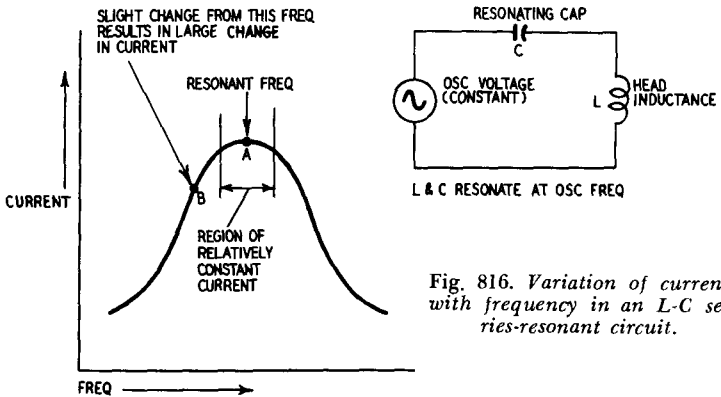 SLIGHT CHANGE FROM THIS FREQ
RESULTS IN LARGE CHANGE
IN CURRENT
RESONANT FREQ
A
B
CURRENT
REGION OF
RELATIVELY
CONSTANT
CURRENT
FREQ
RESONATING CAP
C
OSC VOLTAGE
(CONSTANT)
L
HEAD
INDUCTANCE
L & C RESONATE AT OSC FREQ
Fig. 816. Variation of curren
with frequency in an L-C se-
ries-resonant circuit.